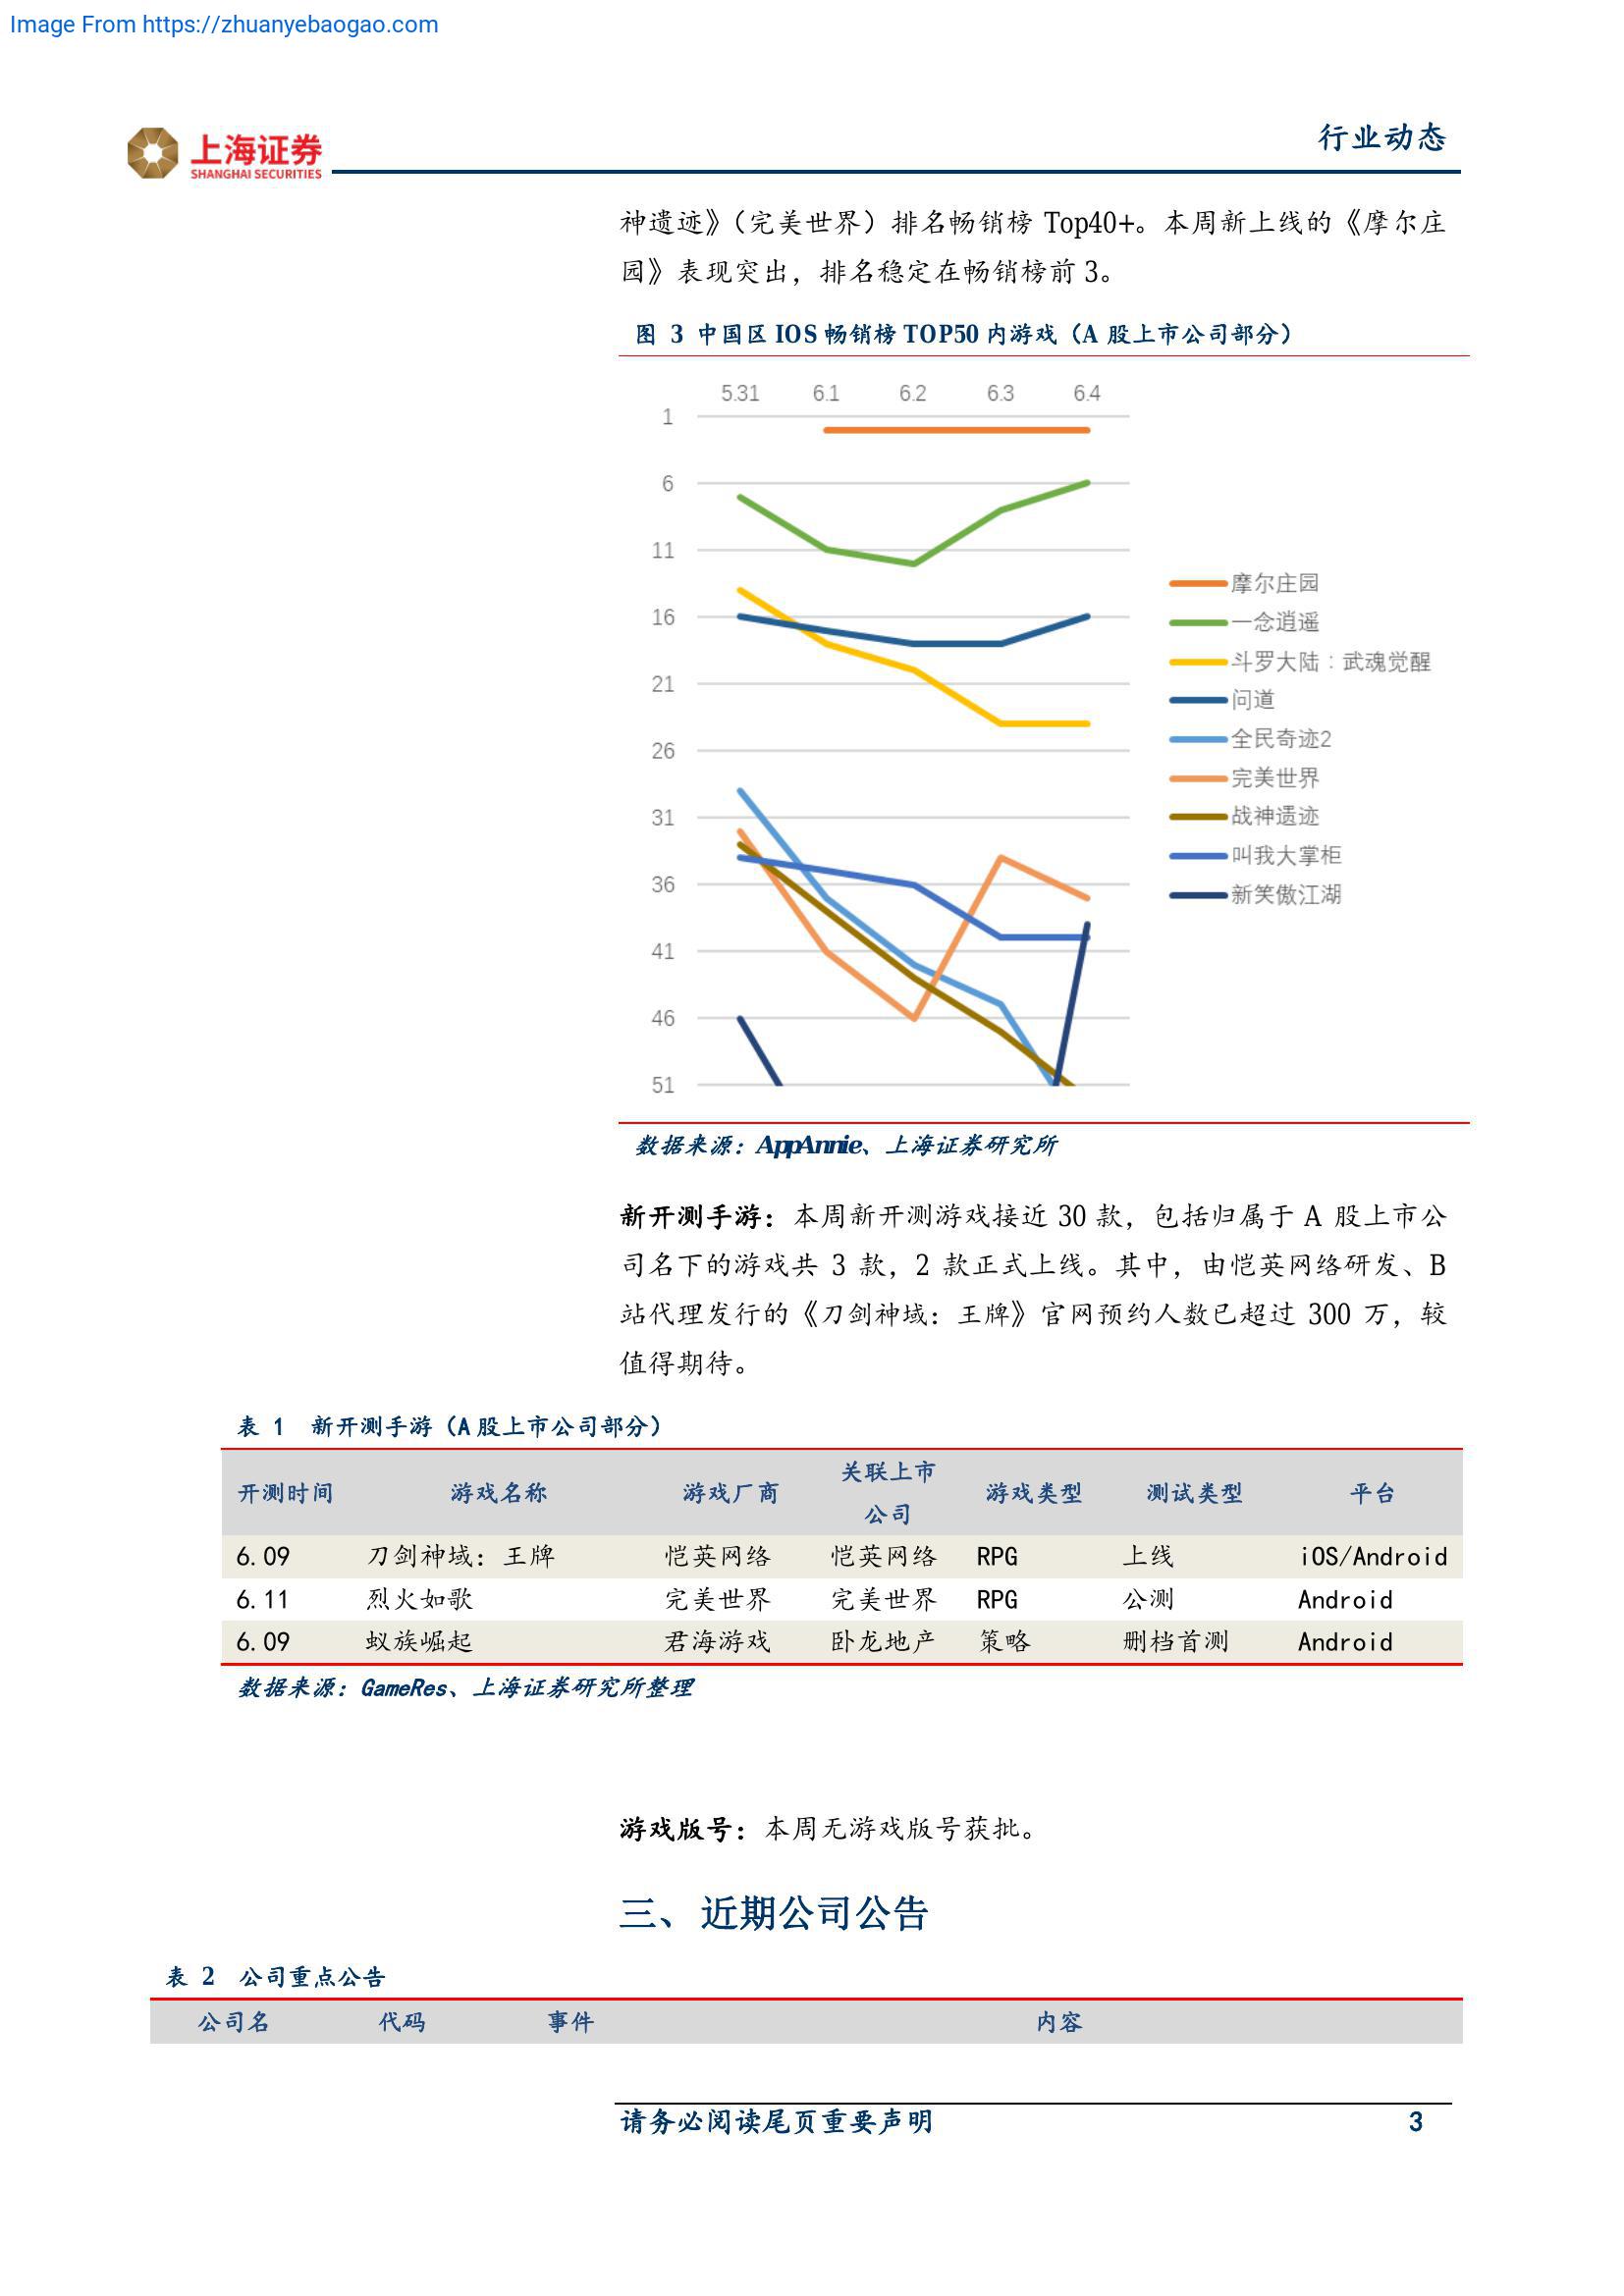 Image From https://zhuanyebaogao.com
上海证券
SHANGHAI SECURITIES
行业动态
神遗迹》（完美世界）排名畅销榜 Top40+。本周新上线的《摩尔庄
园》表现突出，排名稳定在畅销榜前 3。
图 3 中国区 IOS 畅销榜 TOP50 内游戏（A 股上市公司部分）
5.31 6.1 6.2 6.3 6.4
1
6
11
16
21
26
31
36
41
46
51
摩尔庄园
一念逍遥
斗罗大陆：武魂觉醒
问道
全民奇迹2
完美世界
战神遗迹
叫我大掌柜
新笑傲江湖
数据来源：AppAnnie、上海证券研究所
新开测手游：本周新开测游戏接近 30 款，包括归属于 A 股上市公
司名下的游戏共 3 款，2 款正式上线。其中，由恺英网络研发、B
站代理发行的《刀剑神域：王牌》官网预约人数已超过 300 万，较
值得期待。
表 1 新开测手游（A 股上市公司部分）
开测时间 游戏名称 游戏厂商 关联上市公司 游戏类型 测试类型 平台
6.09 刀剑神域：王牌 恺英网络 恺英网络 RPG 上线 iOS/Android
6.11 烈火如歌 完美世界 完美世界 RPG 公测 Android
6.09 蚁族崛起 君海游戏 卧龙地产 策略 删档首测 Android
数据来源：GameRes、上海证券研究所整理
游戏版号：本周无游戏版号获批。
三、近期公司公告
表 2 公司重点公告
公司名 代码 事件 内容
请务必阅读尾页重要声明 3